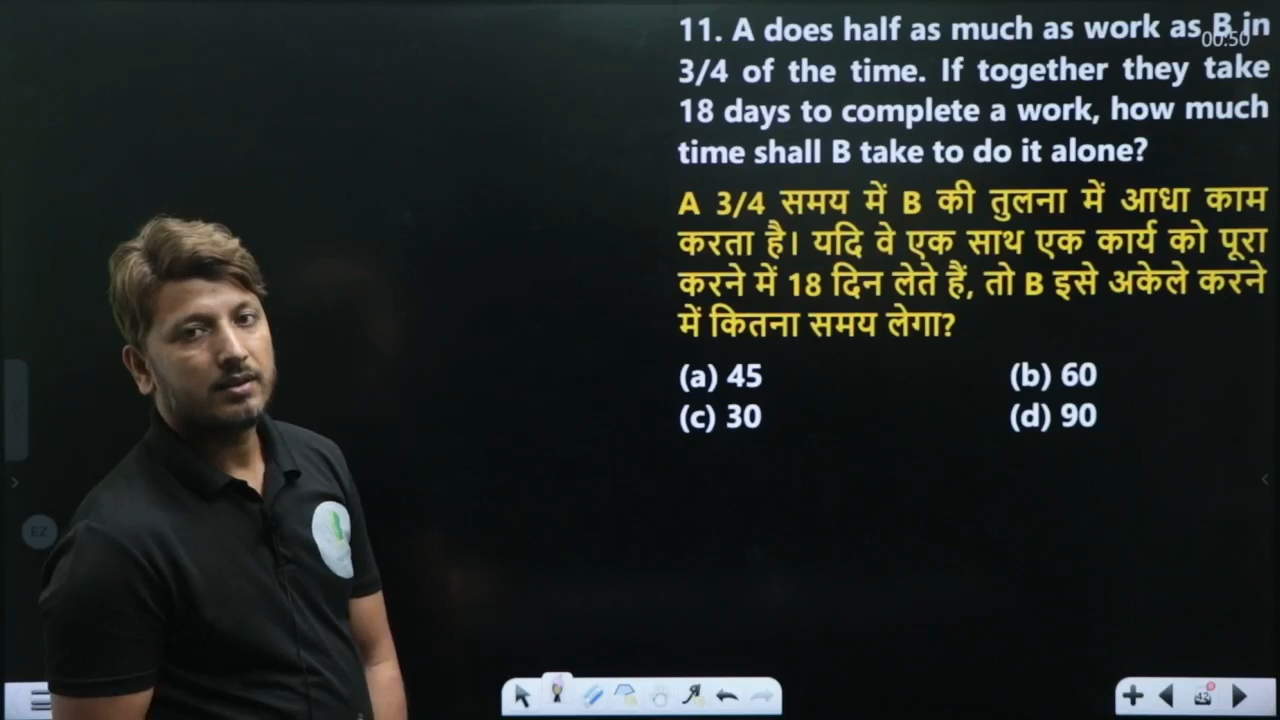 11. A does half as much as work as B in
00:50
3/4 of the time. If together they take
18 days to complete a work, how much
time shall B take to do it alone?
A 3/4 समय में B की तुलना में आधा काम
करता है। यदि वे एक साथ एक कार्य को पूरा
करने में 18 दिन लेते हैं, तो B इसे अकेले करने
में कितना समय लेगा?
(a) 45 (b) 60
(c) 30 (d) 90
EZ
42